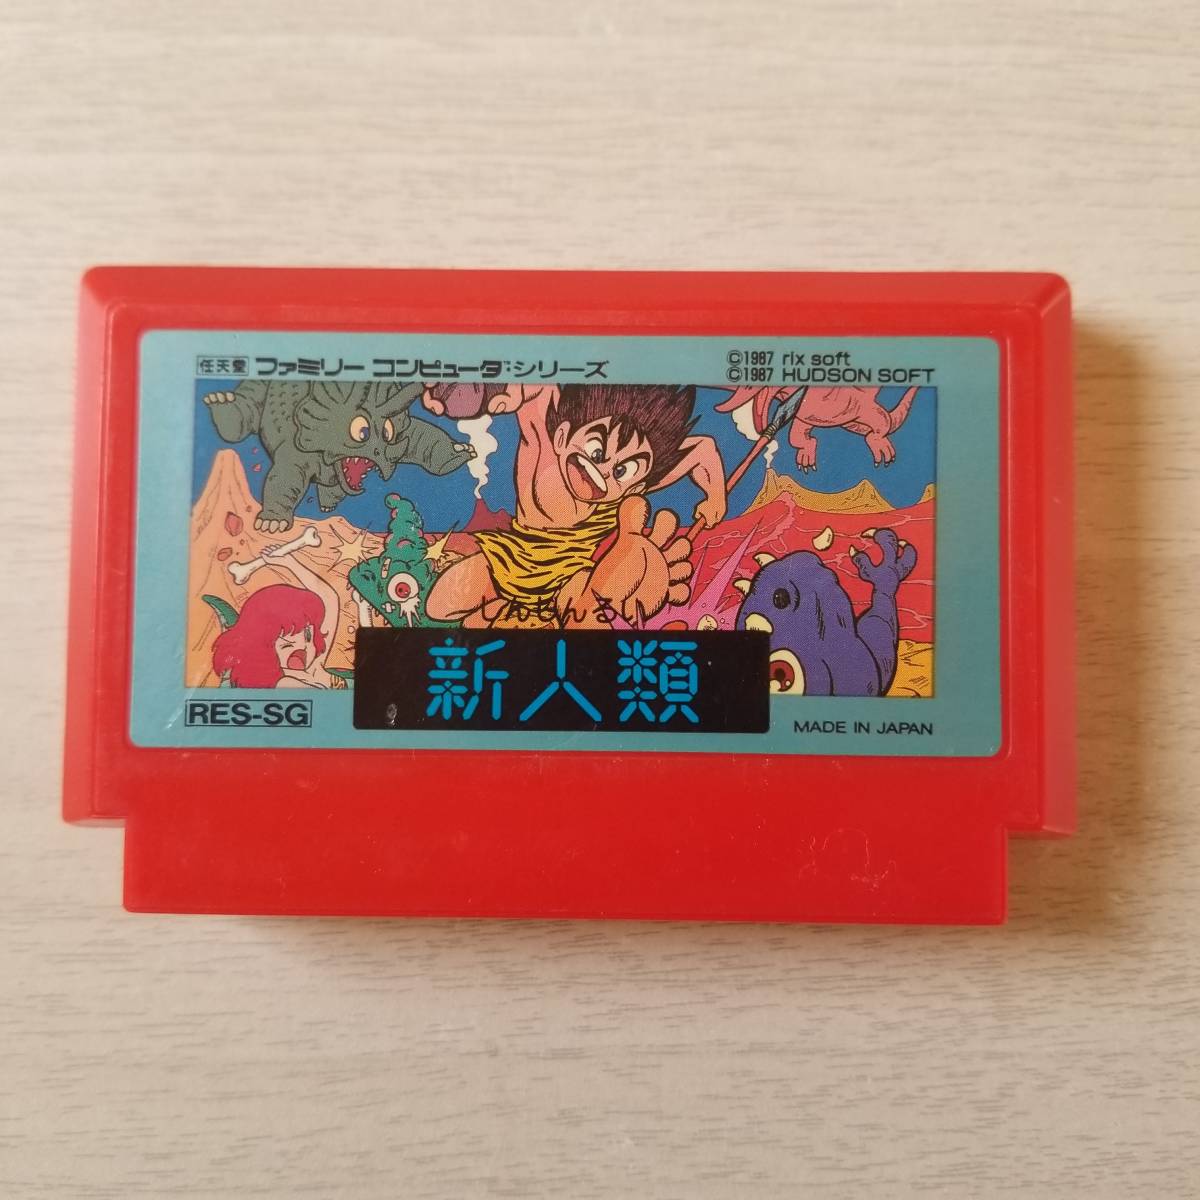 任天堂 ファミリー コンピュータ シリーズ
©1987 rix soft
©1987 HUDSON SOFT
しんじんるい
新人類
RES-SG
MADE IN JAPAN